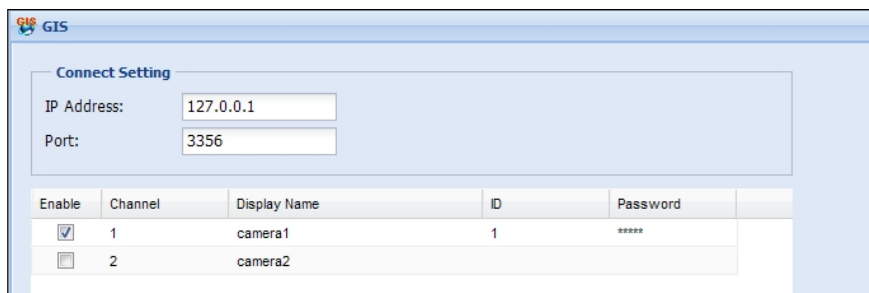 GIS GIS
Connect Setting
IP Address: 127.0.0.1
Port: 3356
Enable Channel Display Name ID Password
1 camera1 1 *****
2 camera2